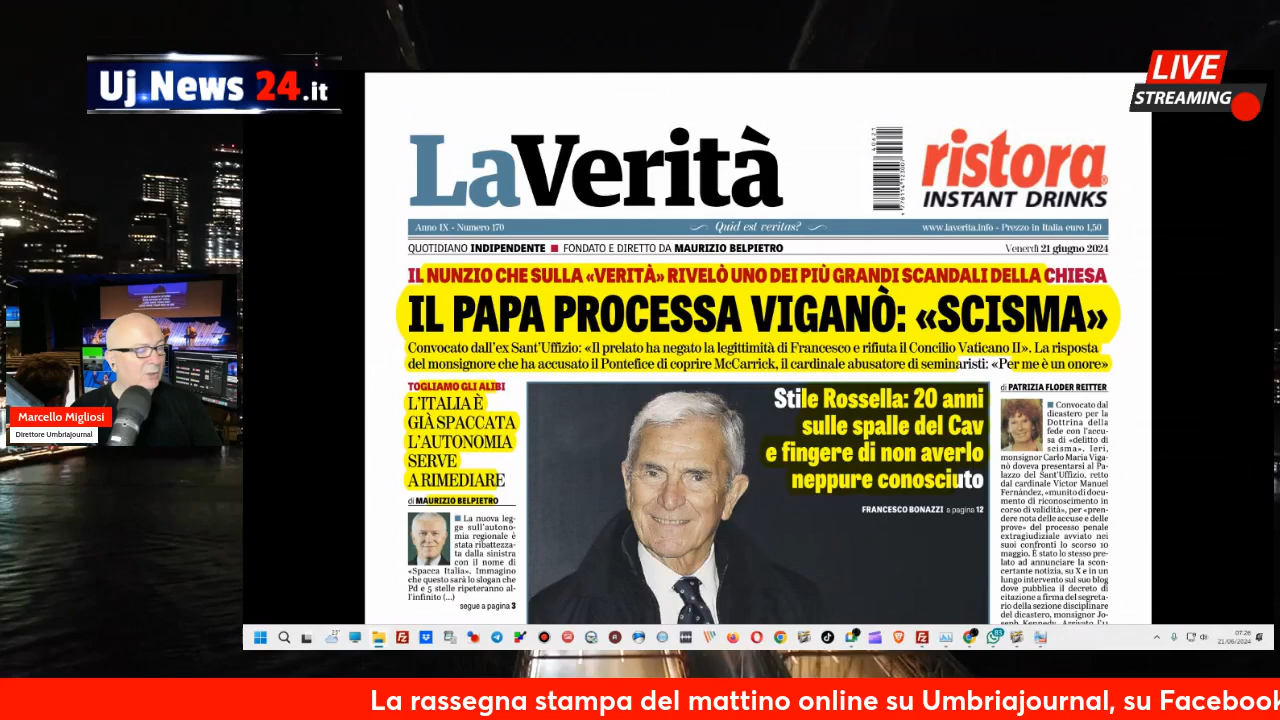 Uj.News 24.it
LIVE
STREAMING
LaVerità
ristora
INSTANT DRINKS
Anno IX - Numero 170
Quid est veritas?
www.laverita.info - Prezzo in Italia euro 1,50
QUOTIDIANO INDIPENDENTE ■ FONDATO E DIRETTO DA MAURIZIO BELPIETRO
Venerdì 21 giugno 2024
IL NUNZIO CHE SULLA «VERITÀ» RIVELÒ UNO DEI PIÙ GRANDI SCANDALI DELLA CHIESA
IL PAPA PROCESSA VIGANÒ: «SCISMA»
Convocato dall'ex Sant'Uffizio: «Il prelato ha negato la legittimità di Francesco e rifiuta il Concilio Vaticano II». La risposta
del monsignore che ha accusato il Pontefice di coprire McCarrick, il cardinale abusatore di seminaristi: «Per me è un onore»
TOGLIAMO GLI ALIBI
L'ITALIA È
GIÀ SPACCATA
L'AUTONOMIA
SERVE
A RIMEDIARE
di MAURIZIO BELPIETRO
■ La nuova leg-
ge sull'autono-
mia regionale è
stata ribattezza-
ta dalla sinistra
con il nome di
«Spacca Italia». Immagino
che questo sarà lo slogan che
Pd e 5 stelle ripeteranno al-
l'infinito (...)
segue a pagina 3
Stile Rossella: 20 anni
sulle spalle del Cav
e fingere di non averlo
neppure conosciuto
FRANCESCO BONAZZI a pagina 12
di PATRIZIA FLODER REITTER
■ Convocato dal
dicastero per la
Dottrina della
fede con l'accu-
sa di «delitto di
scisma». Ieri,
monsignor Carlo Maria Viga-
nò doveva presentarsi al Pa-
lazzo del Sant'Uffizio, retto
dal cardinale Víctor Manuel
Fernández, «munito di docu-
mento di riconoscimento in
corso di validità», per «pren-
dere nota delle accuse e delle
prove» del processo penale
extragiudiziale avviato nei
suoi confronti lo scorso 10
maggio. È stato lo stesso pre-
lato ad annunciare la scon-
certante notizia, su X e in un
lungo intervento sul suo blog
dove pubblica il decreto di
citazione a firma del segreta-
rio della sezione disciplinare
del dicastero, monsignor Jo-
seph Kennedy. Arrivato l'11
Marcello Migliosi
Direttore Umbriajournal
07:26
21/06/2024
La rassegna stampa del mattino online su Umbriajournal, su Facebook